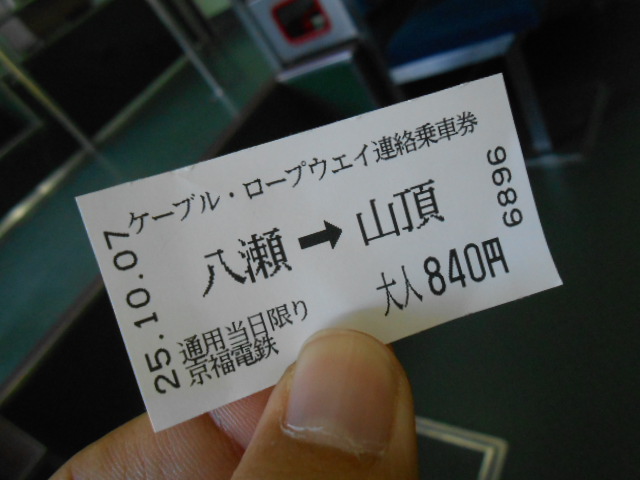 ケーブル・ロープウェイ連絡乗車券
八瀬➡山頂
大人840円
通用当日限り
京福電鉄
25.10.07
6896